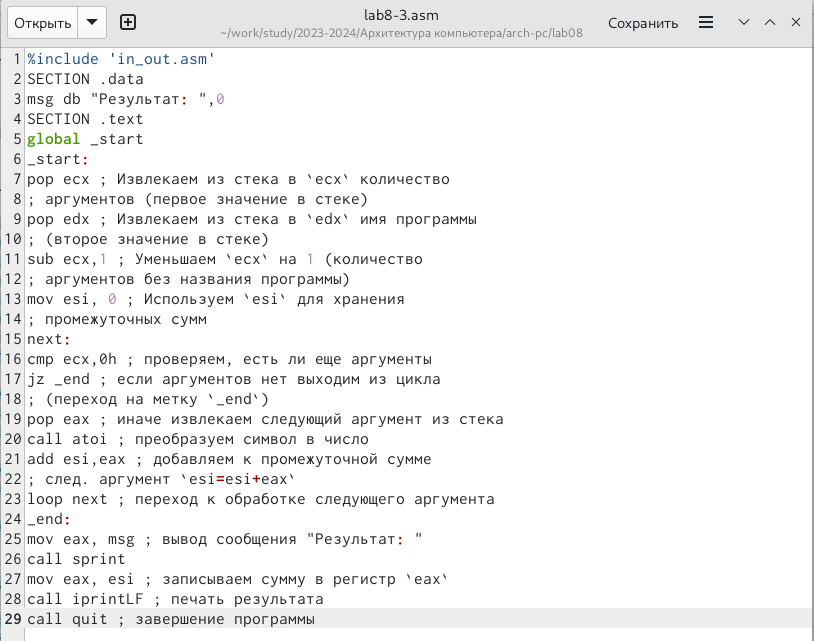 Открыть
lab8-3.asm
~/work/study/2023-2024/Архитектура компьютера/arch-pc/lab08
Сохранить
1 %include 'in_out.asm'
2 SECTION .data
3 msg db "Результат: ",0
4 SECTION .text
5 global _start
6 _start:
7 pop ecx ; Извлекаем из стека в `ecx` количество
8 ; аргументов (первое значение в стеке)
9 pop edx ; Извлекаем из стека в `edx` имя программы
10 ; (второе значение в стеке)
11 sub ecx,1 ; Уменьшаем `ecx` на 1 (количество
12 ; аргументов без названия программы)
13 mov esi, 0 ; Используем `esi` для хранения
14 ; промежуточных сумм
15 next:
16 cmp ecx,0h ; проверяем, есть ли еще аргументы
17 jz _end ; если аргументов нет выходим из цикла
18 ; (переход на метку `_end`)
19 pop eax ; иначе извлекаем следующий аргумент из стека
20 call atoi ; преобразуем символ в число
21 add esi,eax ; добавляем к промежуточной сумме
22 ; след. аргумент `esi=esi+eax`
23 loop next ; переход к обработке следующего аргумента
24 _end:
25 mov eax, msg ; вывод сообщения "Результат: "
26 call sprint
27 mov eax, esi ; записываем сумму в регистр `eax`
28 call iprintLF ; печать результата
29 call quit ; завершение программы